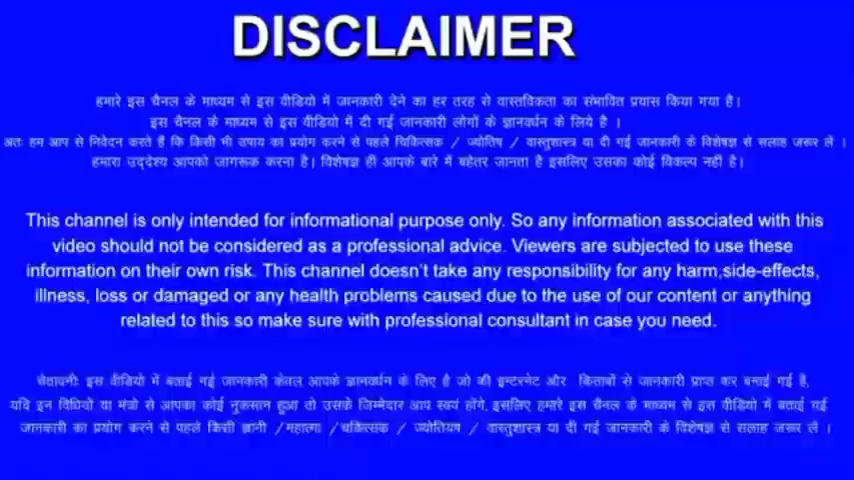 DISCLAIMER
हमारे इस चैनल के माध्यम से इस वीडियो में जानकारी देने का हर तरह से वास्तविकता का संभावित प्रयास किया गया है।
इस चैनल के माध्यम से इस वीडियो में दी गई जानकारी लोगों के ज्ञानवर्धन के लिये है ।
अतः हम आप से निवेदन करते हैं कि किसी भी उपाय का प्रयोग करने से पहले चिकित्सक / ज्योतिष / वास्तुशास्त्र या दी गई जानकारी के विशेषज्ञ से सलाह जरूर लें ।
हमारा उद्देश्य आपको जागरूक करना है। विशेषज्ञ ही आपके बारे में बेहतर जानता है इसलिए उसका कोई विकल्प नहीं है।
This channel is only intended for informational purpose only. So any information associated with this
video should not be considered as a professional advice. Viewers are subjected to use these
information on their own risk. This channel doesn't take any responsibility for any harm,side-effects,
illness, loss or damaged or any health problems caused due to the use of our content or anything
related to this so make sure with professional consultant in case you need.
चेतावनीः इस वीडियो में बताई गई जानकारी केवल आपके ज्ञानवर्धन के लिए है जो की इन्टरनेट और किताबों से जानकारी प्राप्त कर बनाई गई है,
यदि इन विधियों या मंत्रो से आपका कोई नुकसान हुआ तो उसके जिम्मेदार आप स्वयं होंगे, इसलिए हमारे इस चैनल के माध्यम से इस वीडियो में बताई गई
जानकारी का प्रयोग करने से पहले किसी ज्ञानी /महात्मा /चकित्सक / ज्योतियष / वास्तुशास्त्र या दी गई जानकारी के विशेषज्ञ से सलाह जरूर लें ।